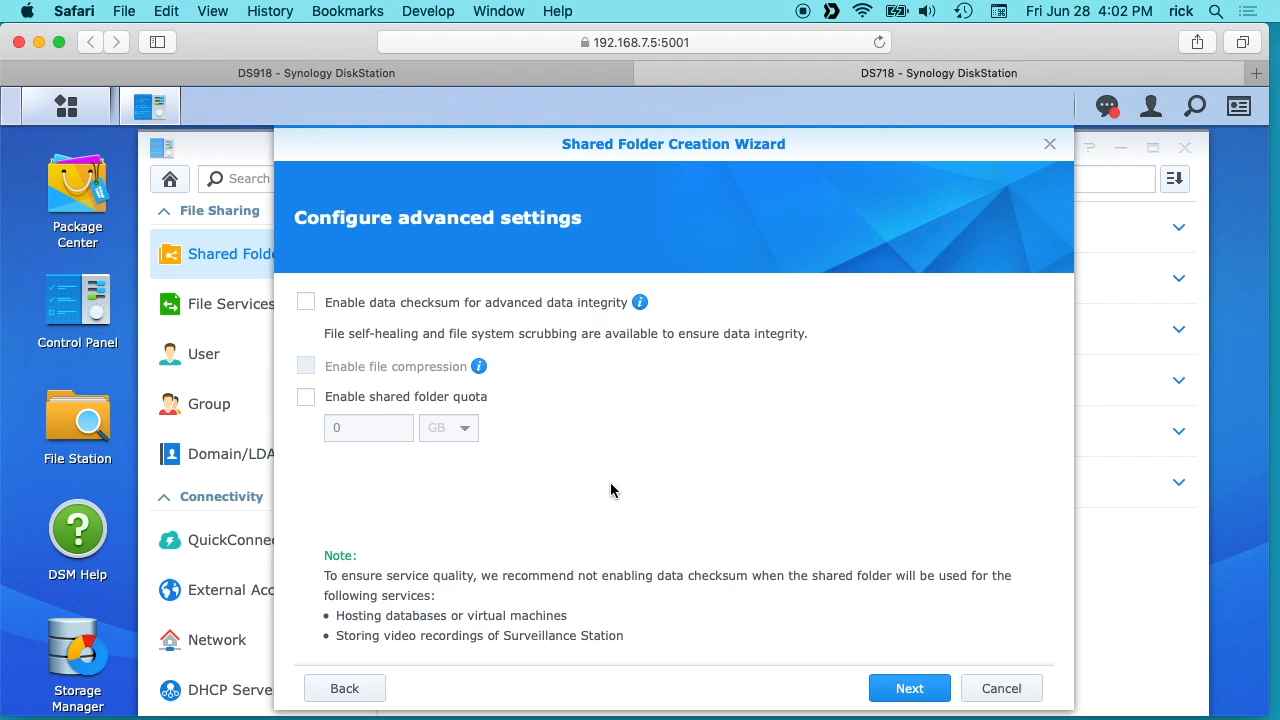 Safari File Edit View History Bookmarks Develop Window Help Fri Jun 28 4:02 PM rick
192.168.7.5:5001
DS918 - Synology DiskStation DS718 - Synology DiskStation
Package
Center
Control Panel
File Station
DSM Help
Storage
Manager
Search
File Sharing
Shared Folde
File Services
User
Group
Domain/LDA
Connectivity
QuickConnec
External Acc
Network
DHCP Serve
Shared Folder Creation Wizard
Configure advanced settings
Enable data checksum for advanced data integrity
File self-healing and file system scrubbing are available to ensure data integrity.
Enable file compression
Enable shared folder quota
0 GB
Note:
To ensure service quality, we recommend not enabling data checksum when the shared folder will be used for the
following services:
• Hosting databases or virtual machines
• Storing video recordings of Surveillance Station
Back Next Cancel